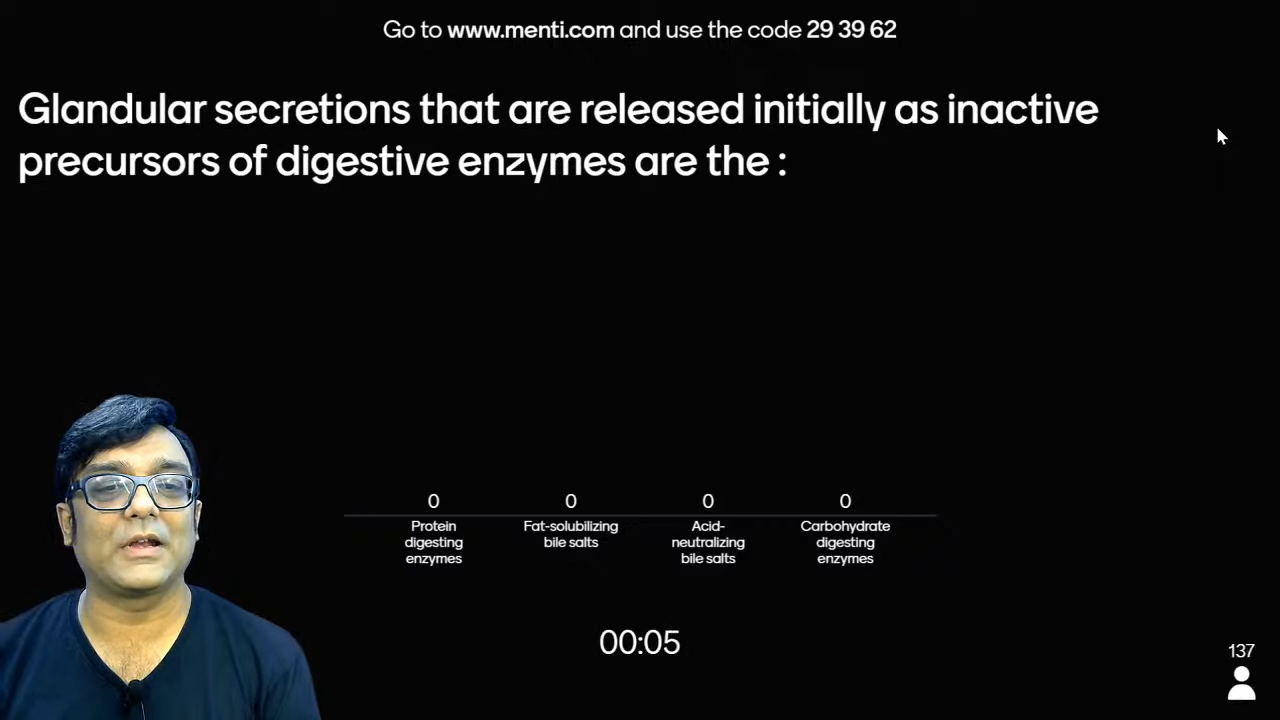 Go to www.menti.com and use the code 29 39 62
Glandular secretions that are released initially as inactive
precursors of digestive enzymes are the :
0 0 0 0
Protein
digesting
enzymes
Fat-solubilizing
bile salts
Acid-
neutralizing
bile salts
Carbohydrate
digesting
enzymes
00:05
137